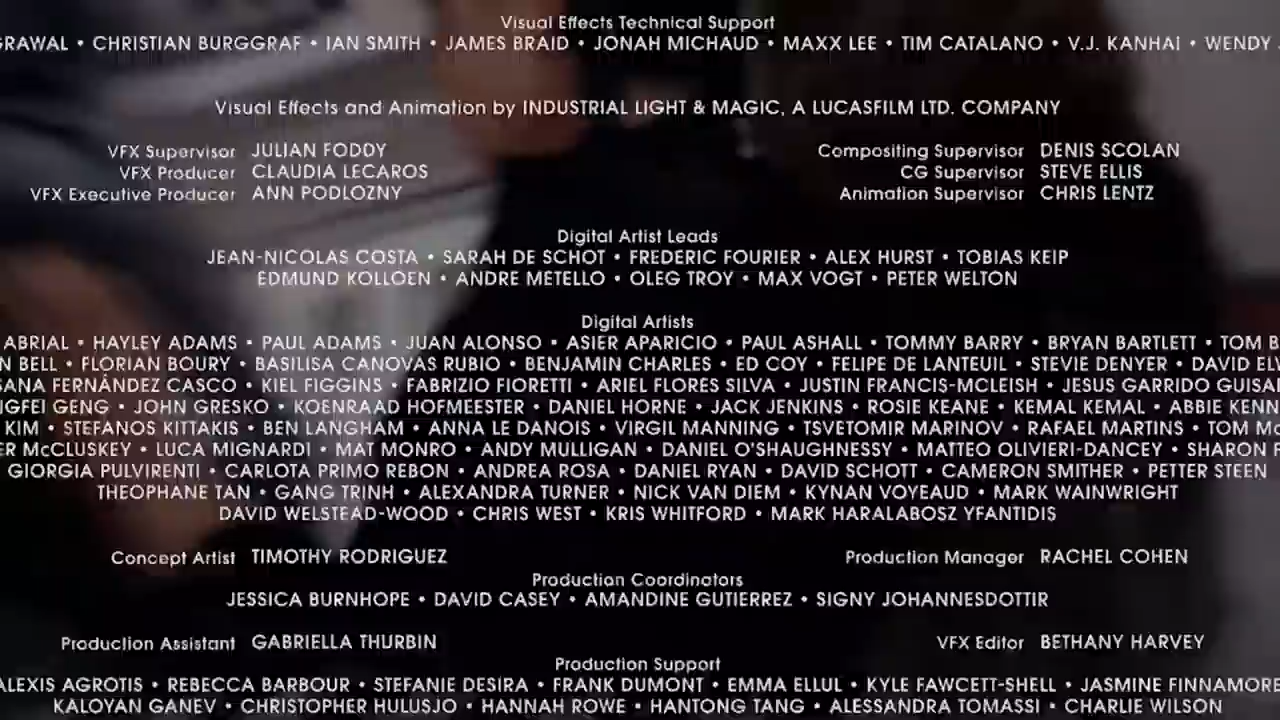 Visual Effects Technical Support
GRAWAL • CHRISTIAN BURGGRAF • IAN SMITH • JAMES BRAID • JONAH MICHAUD • MAXX LEE • TIM CATALANO • V.J. KANHAI • WENDY
Visual Effects and Animation by INDUSTRIAL LIGHT & MAGIC, A LUCASFILM LTD. COMPANY
VFX Supervisor JULIAN FODDY Compositing Supervisor DENIS SCOLAN
VFX Producer CLAUDIA LECAROS CG Supervisor STEVE ELLIS
VFX Executive Producer ANN PODLOZNY Animation Supervisor CHRIS LENTZ
Digital Artist Leads
JEAN-NICOLAS COSTA • SARAH DE SCHOT • FREDERIC FOURIER • ALEX HURST • TOBIAS KEIP
EDMUND KOLLOEN • ANDRE METELLO • OLEG TROY • MAX VOGT • PETER WELTON
Digital Artists
ABRIAL • HAYLEY ADAMS • PAUL ADAMS • JUAN ALONSO • ASIER APARICIO • PAUL ASHALL • TOMMY BARRY • BRYAN BARTLETT • TOM B
N BELL • FLORIAN BOURY • BASILISA CANOVAS RUBIO • BENJAMIN CHARLES • ED COY • FELIPE DE LANTEUIL • STEVIE DENYER • DAVID EL
SANA FERNÁNDEZ CASCO • KIEL FIGGINS • FABRIZIO FIORETTI • ARIEL FLORES SILVA • JUSTIN FRANCIS-MCLEISH • JESUS GARRIDO GUISA
NGFEI GENG • JOHN GRESKO • KOENRAAD HOFMEESTER • DANIEL HORNE • JACK JENKINS • ROSIE KEANE • KEMAL KEMAL • ABBIE KENN
KIM • STEFANOS KITTAKIS • BEN LANGHAM • ANNA LE DANOIS • VIRGIL MANNING • TSVETOMIR MARINOV • RAFAEL MARTINS • TOM Mc
ER McCLUSKEY • LUCA MIGNARDI • MAT MONRO • ANDY MULLIGAN • DANIEL O'SHAUGHNESSY • MATTEO OLIVIERI-DANCEY • SHARON
GIORGIA PULVIRENTI • CARLOTA PRIMO REBON • ANDREA ROSA • DANIEL RYAN • DAVID SCHOTT • CAMERON SMITHER • PETTER STEEN
THEOPHANE TAN • GANG TRINH • ALEXANDRA TURNER • NICK VAN DIEM • KYNAN VOYEAUD • MARK WAINWRIGHT
DAVID WELSTEAD-WOOD • CHRIS WEST • KRIS WHITFORD • MARK HARALABOSZ YFANTIDIS
Concept Artist TIMOTHY RODRIGUEZ Production Manager RACHEL COHEN
Production Coordinators
JESSICA BURNHOPE • DAVID CASEY • AMANDINE GUTIERREZ • SIGNY JOHANNESDOTTIR
Production Assistant GABRIELLA THURBIN VFX Editor BETHANY HARVEY
Production Support
ALEXIS AGROTIS • REBECCA BARBOUR • STEFANIE DESIRA • FRANK DUMONT • EMMA ELLUL • KYLE FAWCETT-SHELL • JASMINE FINNAMORE
KALOYAN GANEV • CHRISTOPHER HULUSJO • HANNAH ROWE • HANTONG TANG • ALESSANDRA TOMASSI • CHARLIE WILSON